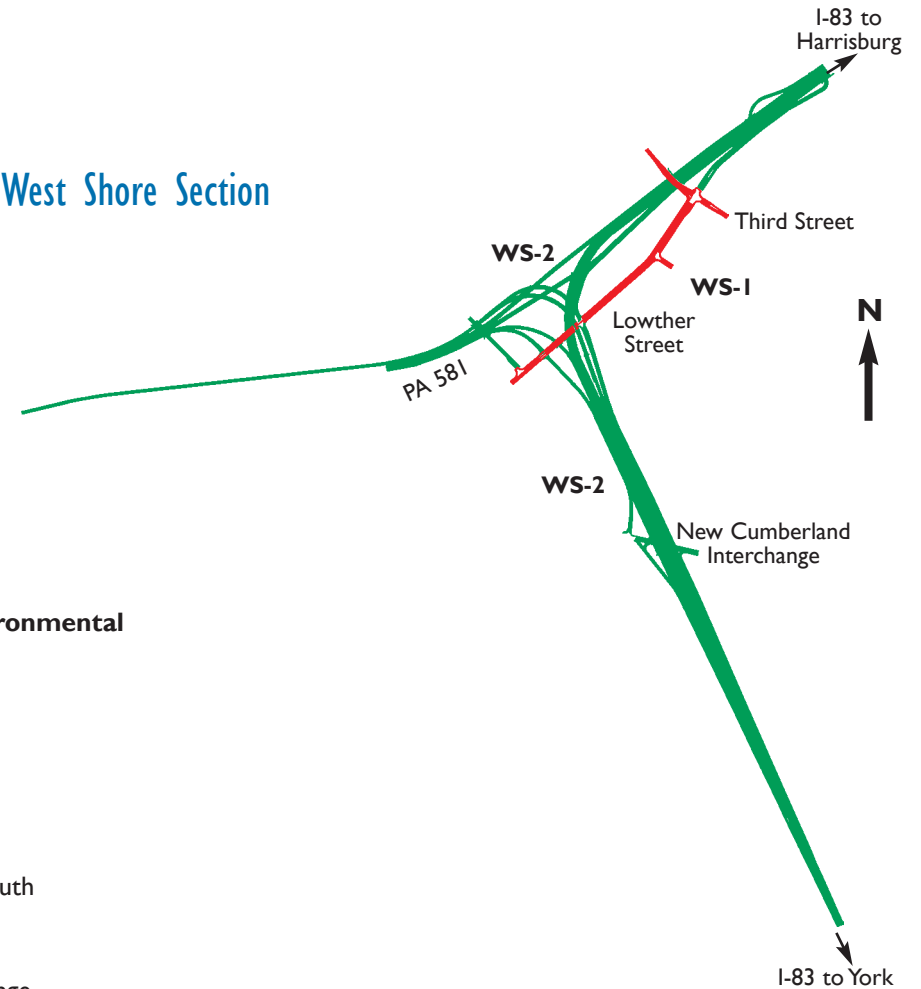 I-83 to
Harrisburg
West Shore Section
Third Street
WS-2
WS-1
Lowther
Street
N
PA 581
WS-2
New Cumberland
Interchange
ronmental
uth
I-83 to York